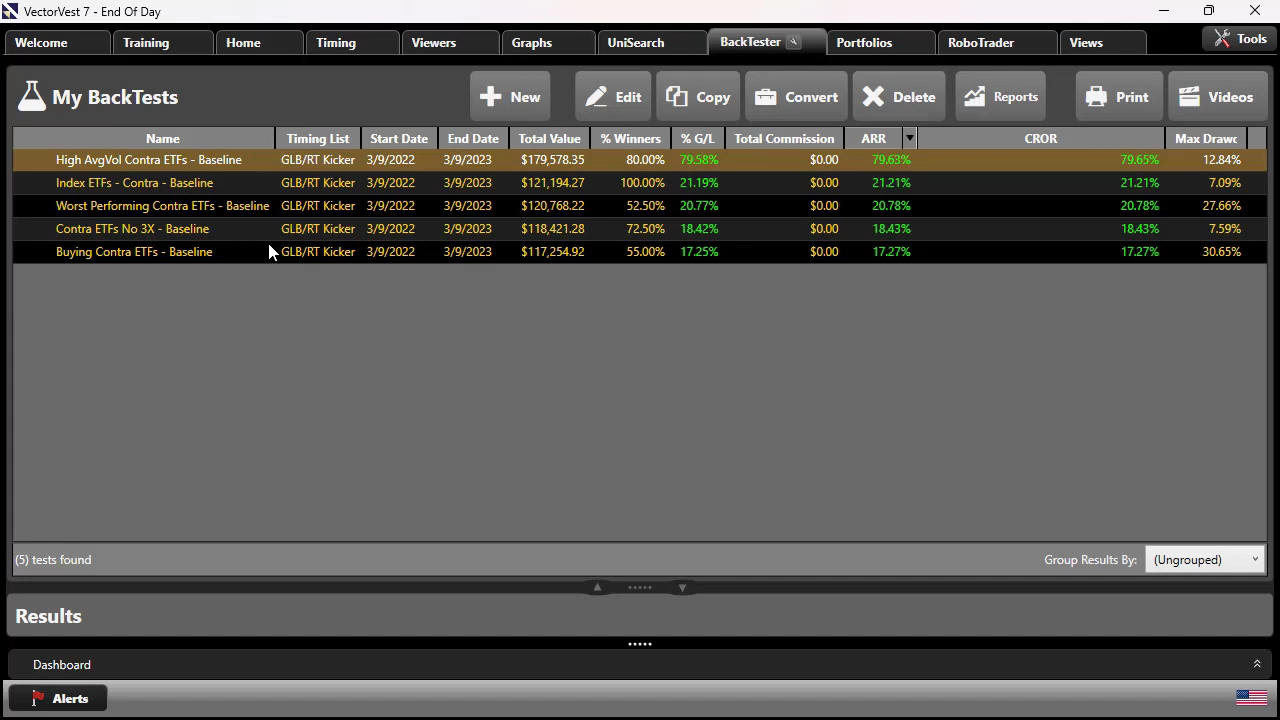 VectorVest 7 - End Of Day
Welcome Training Home Timing Viewers Graphs UniSearch BackTester Portfolios RoboTrader Views Tools
My BackTests New Edit Copy Convert Delete Reports Print Videos
Name Timing List Start Date End Date Total Value % Winners % G/L Total Commission ARR CROR Max Drawc
High AvgVol Contra ETFs - Baseline GLB/RT Kicker 3/9/2022 3/9/2023 $179,578.35 80.00% 79.58% $0.00 79.63% 79.65% 12.84%
Index ETFs - Contra - Baseline GLB/RT Kicker 3/9/2022 3/9/2023 $121,194.27 100.00% 21.19% $0.00 21.21% 21.21% 7.09%
Worst Performing Contra ETFs - Baseline GLB/RT Kicker 3/9/2022 3/9/2023 $120,768.22 52.50% 20.77% $0.00 20.78% 20.78% 27.66%
Contra ETFs No 3X - Baseline GLB/RT Kicker 3/9/2022 3/9/2023 $118,421.28 72.50% 18.42% $0.00 18.43% 18.43% 7.59%
Buying Contra ETFs - Baseline GLB/RT Kicker 3/9/2022 3/9/2023 $117,254.92 55.00% 17.25% $0.00 17.27% 17.27% 30.65%
(5) tests found Group Results By: (Ungrouped)
Results
Dashboard
Alerts